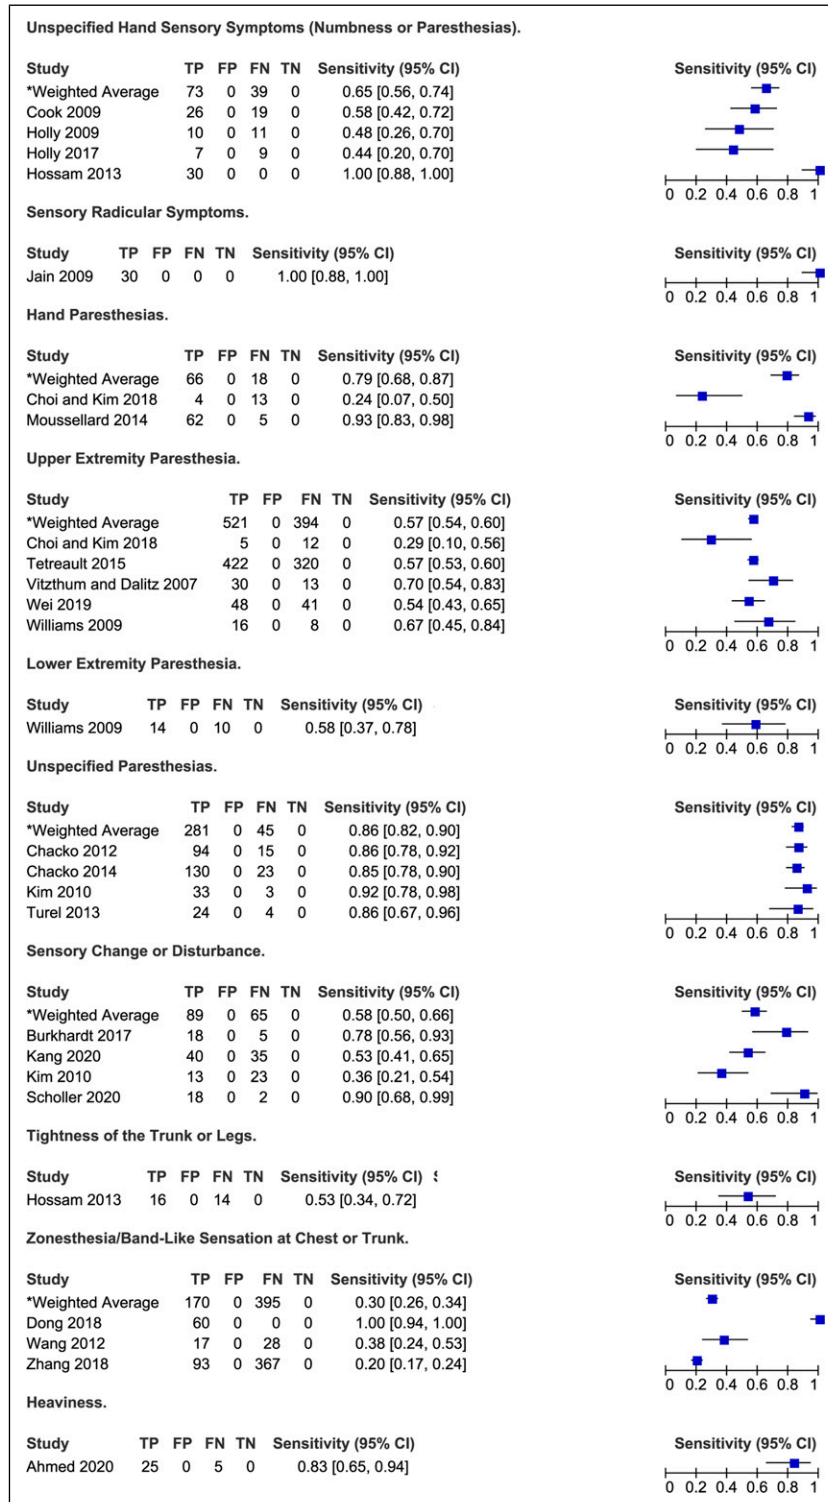 Unspecified Hand Sensory Symptoms (Numbness or Paresthesias).
Study TP FP FN TN Sensitivity (95% CI) Sensitivity (95% CI)
*Weighted Average 73 0 39 0 0.65 [0.56, 0.74]
Cook 2009 26 0 19 0 0.58 [0.42, 0.72]
Holly 2009 10 0 11 0 0.48 [0.26, 0.70]
Holly 2017 7 0 9 0 0.44 [0.20, 0.70]
Hossam 2013 30 0 0 0 1.00 [0.88, 1.00]
0 0.2 0.4 0.6 0.8 1
Sensory Radicular Symptoms.
Study TP FP FN TN Sensitivity (95% CI) Sensitivity (95% CI)
Jain 2009 30 0 0 0 1.00 [0.88, 1.00]
0 0.2 0.4 0.6 0.8 1
Hand Paresthesias.
Study TP FP FN TN Sensitivity (95% CI) Sensitivity (95% CI)
*Weighted Average 66 0 18 0 0.79 [0.68, 0.87]
Choi and Kim 2018 4 0 13 0 0.24 [0.07, 0.50]
Moussellard 2014 62 0 5 0 0.93 [0.83, 0.98]
0 0.2 0.4 0.6 0.8 1
Upper Extremity Paresthesia.
Study TP FP FN TN Sensitivity (95% CI) Sensitivity (95% CI)
*Weighted Average 521 0 394 0 0.57 [0.54, 0.60]
Choi and Kim 2018 5 0 12 0 0.29 [0.10, 0.56]
Tetreault 2015 422 0 320 0 0.57 [0.53, 0.60]
Vitzthum and Dalitz 2007 30 0 13 0 0.70 [0.54, 0.83]
Wei 2019 48 0 41 0 0.54 [0.43, 0.65]
Williams 2009 16 0 8 0 0.67 [0.45, 0.84]
0 0.2 0.4 0.6 0.8 1
Lower Extremity Paresthesia.
Study TP FP FN TN Sensitivity (95% CI) Sensitivity (95% CI)
Williams 2009 14 0 10 0 0.58 [0.37, 0.78]
0 0.2 0.4 0.6 0.8 1
Unspecified Paresthesias.
Study TP FP FN TN Sensitivity (95% CI) Sensitivity (95% CI)
*Weighted Average 281 0 45 0 0.86 [0.82, 0.90]
Chacko 2012 94 0 15 0 0.86 [0.78, 0.92]
Chacko 2014 130 0 23 0 0.85 [0.78, 0.90]
Kim 2010 33 0 3 0 0.92 [0.78, 0.98]
Turel 2013 24 0 4 0 0.86 [0.67, 0.96]
0 0.2 0.4 0.6 0.8 1
Sensory Change or Disturbance.
Study TP FP FN TN Sensitivity (95% CI) Sensitivity (95% CI)
*Weighted Average 89 0 65 0 0.58 [0.50, 0.66]
Burkhardt 2017 18 0 5 0 0.78 [0.56, 0.93]
Kang 2020 40 0 35 0 0.53 [0.41, 0.65]
Kim 2010 13 0 23 0 0.36 [0.21, 0.54]
Scholler 2020 18 0 2 0 0.90 [0.68, 0.99]
0 0.2 0.4 0.6 0.8 1
Tightness of the Trunk or Legs.
Study TP FP FN TN Sensitivity (95% CI) Sensitivity (95% CI)
Hossam 2013 16 0 14 0 0.53 [0.34, 0.72]
0 0.2 0.4 0.6 0.8 1
Zonesthesia/Band-Like Sensation at Chest or Trunk.
Study TP FP FN TN Sensitivity (95% CI) Sensitivity (95% CI)
*Weighted Average 170 0 395 0 0.30 [0.26, 0.34]
Dong 2018 60 0 0 0 1.00 [0.94, 1.00]
Wang 2012 17 0 28 0 0.38 [0.24, 0.53]
Zhang 2018 93 0 367 0 0.20 [0.17, 0.24]
0 0.2 0.4 0.6 0.8 1
Heaviness.
Study TP FP FN TN Sensitivity (95% CI) Sensitivity (95% CI)
Ahmed 2020 25 0 5 0 0.83 [0.65, 0.94]
0 0.2 0.4 0.6 0.8 1